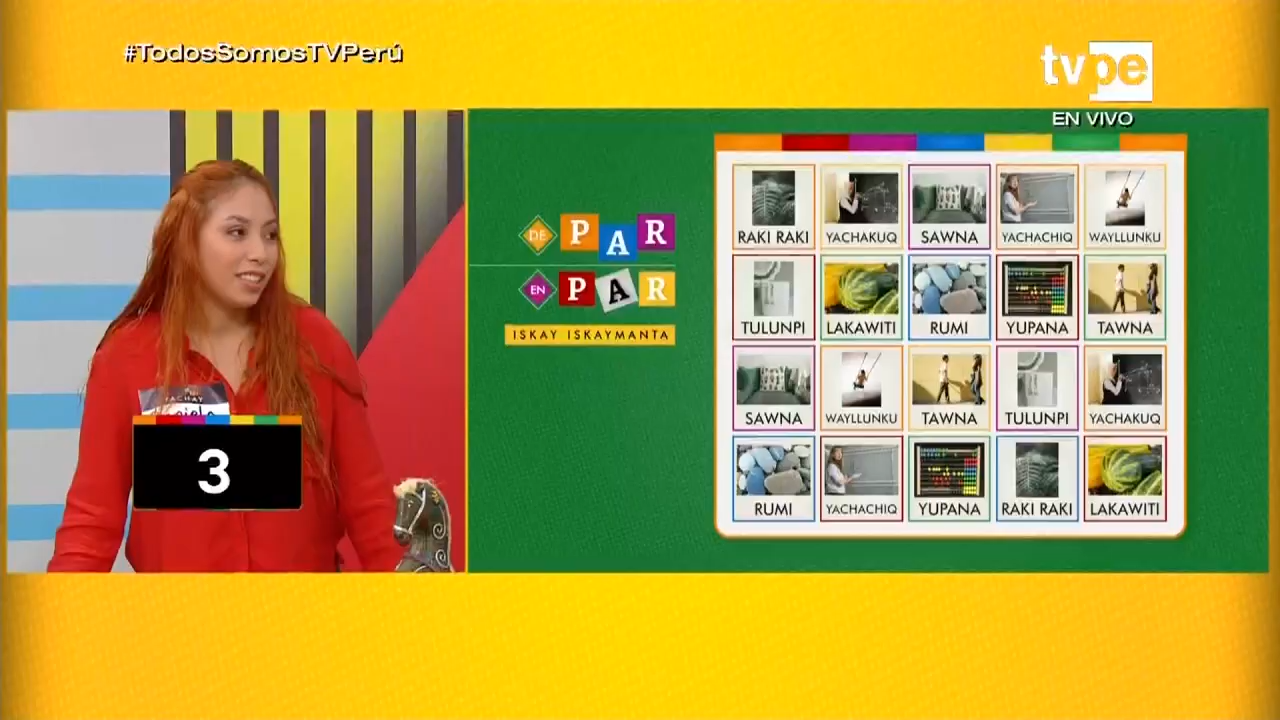 #TodosSomosTVPerú
tvpe
EN VIVO
DE PAR
EN PAR
ISKAY ISKAYMANTA
YACHAY
3
RAKI RAKI YACHAKUQ SAWNA YACHACHIQ WAYLLUNKU
TULUNPI LAKAWITI RUMI YUPANA TAWNA
SAWNA WAYLLUNKU TAWNA TULUNPI YACHAKUQ
RUMI YACHACHIQ YUPANA RAKI RAKI LAKAWITI